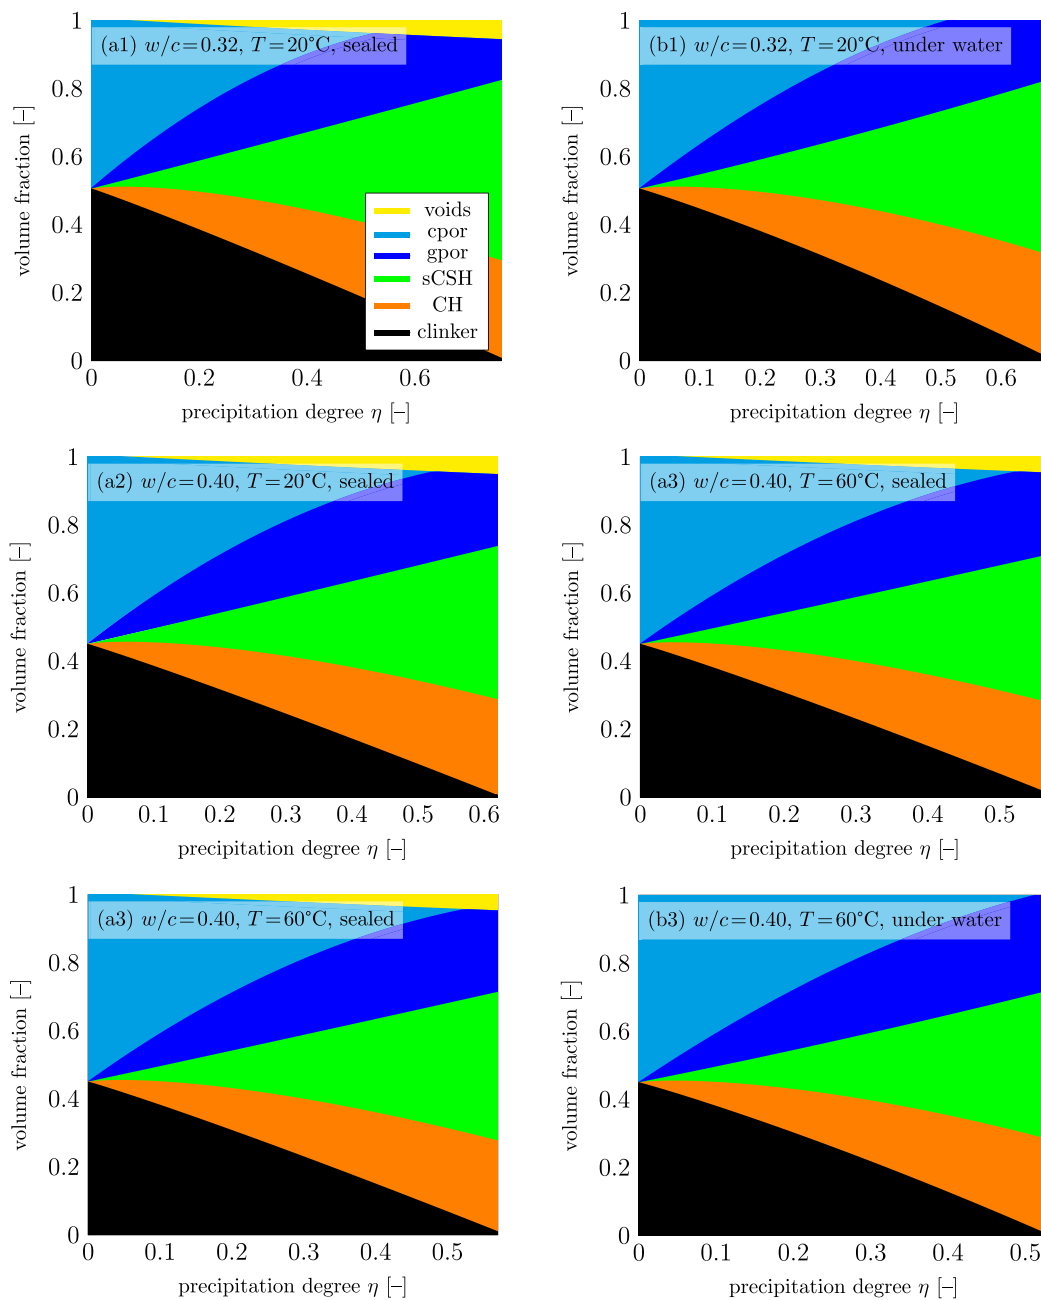 (a1) w/c=0.32, T=20°C, sealed
volume fraction [–]
1
0.8
0.6
0.4
0.2
0
voids
cpor
gpor
sCSH
CH
clinker
0 0.2 0.4 0.6
precipitation degree η [–]
(b1) w/c=0.32, T=20°C, under water
volume fraction [–]
1
0.8
0.6
0.4
0.2
0
0 0.1 0.2 0.3 0.4 0.5 0.6
precipitation degree η [–]
(a2) w/c=0.40, T=20°C, sealed
volume fraction [–]
1
0.8
0.6
0.4
0.2
0
0 0.1 0.2 0.3 0.4 0.5 0.6
precipitation degree η [–]
(a3) w/c=0.40, T=60°C, sealed
volume fraction [–]
1
0.8
0.6
0.4
0.2
0
0 0.1 0.2 0.3 0.4 0.5
precipitation degree η [–]
(a3) w/c=0.40, T=60°C, sealed
volume fraction [–]
1
0.8
0.6
0.4
0.2
0
0 0.1 0.2 0.3 0.4 0.5
precipitation degree η [–]
(b3) w/c=0.40, T=60°C, under water
volume fraction [–]
1
0.8
0.6
0.4
0.2
0
0 0.1 0.2 0.3 0.4 0.5
precipitation degree η [–]